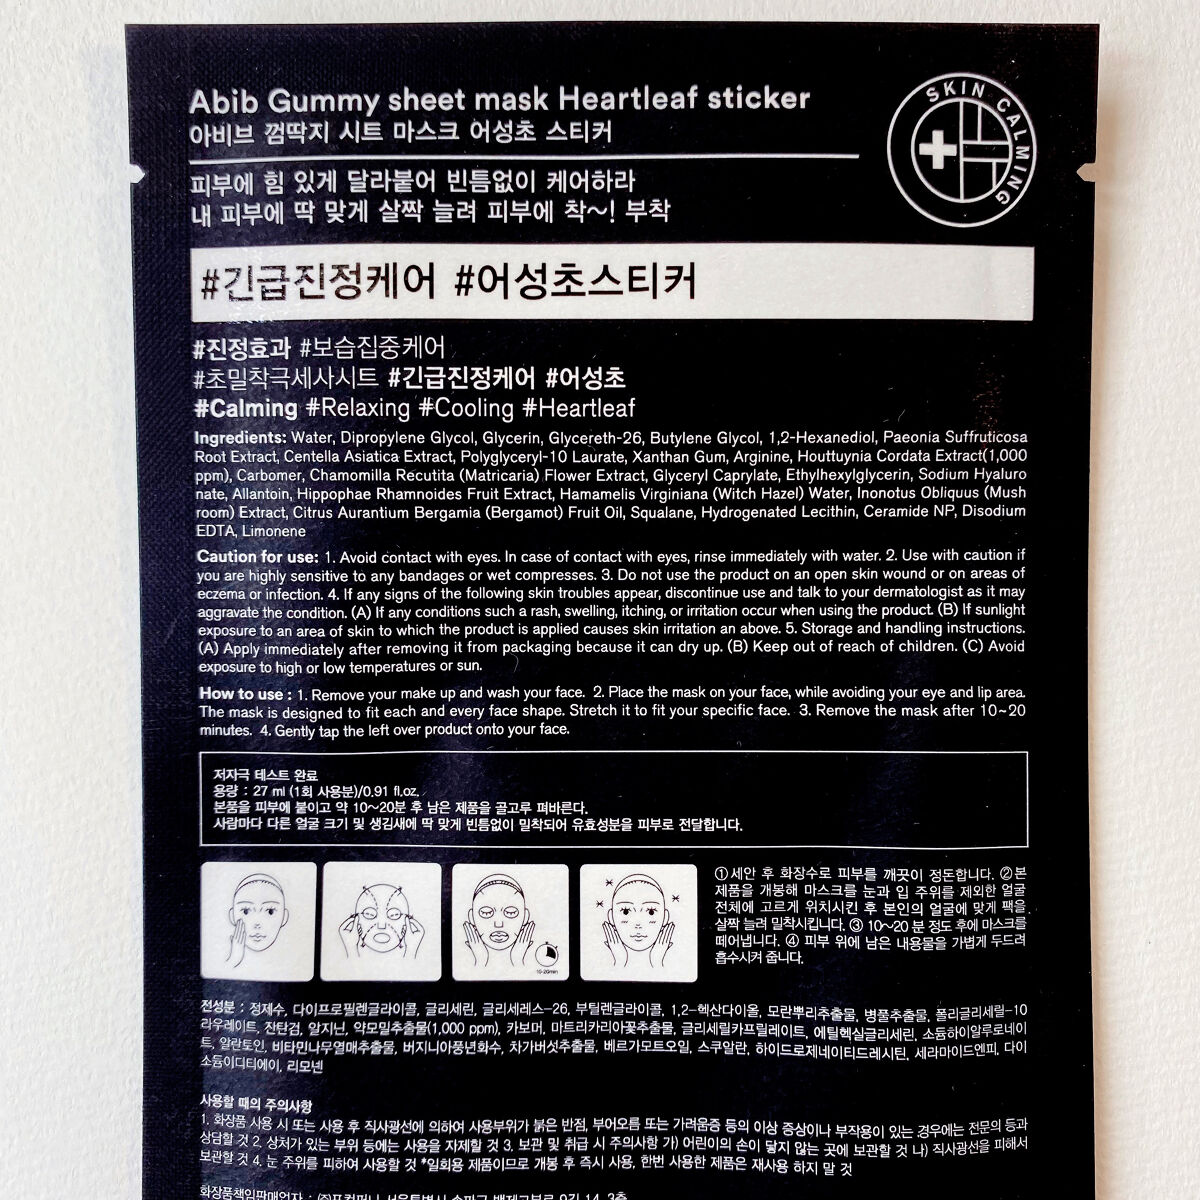 Abib Gummy sheet mask Heartleaf sticker
아비브 껌딱지 시트 마스크 어성초 스티커
SKIN CALMING
피부에 힘 있게 달라붙어 빈틈없이 케어하라
내 피부에 딱 맞게 살짝 늘려 피부에 착~! 부착
#긴급진정케어 #어성초스티커
#진정효과 #보습집중케어
#초밀착극세사시트 #긴급진정케어 #어성초
#Calming #Relaxing #Cooling #Heartleaf
Ingredients: Water, Dipropylene Glycol, Glycerin, Glycereth-26, Butylene Glycol, 1,2-Hexanediol, Paeonia Suffruticosa
Root Extract, Centella Asiatica Extract, Polyglyceryl-10 Laurate, Xanthan Gum, Arginine, Houttuynia Cordata Extract(1,000
ppm), Carbomer, Chamomilla Recutita (Matricaria) Flower Extract, Glyceryl Caprylate, Ethylhexylglycerin, Sodium Hyaluro
nate, Allantoin, Hippophae Rhamnoides Fruit Extract, Hamamelis Virginiana (Witch Hazel) Water, Inonotus Obliquus (Mush
room) Extract, Citrus Aurantium Bergamia (Bergamot) Fruit Oil, Squalane, Hydrogenated Lecithin, Ceramide NP, Disodium
EDTA, Limonene
Caution for use: 1. Avoid contact with eyes. In case of contact with eyes, rinse immediately with water. 2. Use with caution if
you are highly sensitive to any bandages or wet compresses. 3. Do not use the product on an open skin wound or on areas of
eczema or infection. 4. If any signs of the following skin troubles appear, discontinue use and talk to your dermatologist as it may
aggravate the condition. (A) If any conditions such a rash, swelling, itching, or irritation occur when using the product. (B) If sunlight
exposure to an area of skin to which the product is applied causes skin irritation an above. 5. Storage and handling instructions.
(A) Apply immediately after removing it from packaging because it can dry up. (B) Keep out of reach of children. (C) Avoid
exposure to high or low temperatures or sun.
How to use : 1. Remove your make up and wash your face. 2. Place the mask on your face, while avoiding your eye and lip area.
The mask is designed to fit each and every face shape. Stretch it to fit your specific face. 3. Remove the mask after 10~20
minutes. 4. Gently tap the left over product onto your face.
저자극 테스트 완료
용량 : 27 ml (1회 사용분)/0.91 fl.oz.
본품을 피부에 붙이고 약 10~20분 후 남은 제품을 골고루 펴바른다.
사람마다 다른 얼굴 크기 및 생김새에 딱 맞게 빈틈없이 밀착되어 유효성분을 피부로 전달합니다.
10-20min
①세안 후 화장수로 피부를 깨끗이 정돈합니다. ②본
제품을 개봉해 마스크를 눈과 입 주위를 제외한 얼굴
전체에 고르게 위치시킨 후 본인의 얼굴에 맞게 팩을
살짝 늘려 밀착시킵니다. ③ 10~20 분 정도 후에 마스크를
떼어냅니다. ④ 피부 위에 남은 내용물을 가볍게 두드려
흡수시켜 줍니다.
전성분 : 정제수, 다이프로필렌글라이콜, 글리세린, 글리세레스-26, 부틸렌글라이콜, 1,2-헥산다이올, 모란뿌리추출물, 병풀추출물, 폴리글리세릴-10
라우레이트, 잔탄검, 알지닌, 약모밀추출물(1,000 ppm), 카보머, 마트리카리아꽃추출물, 글리세릴카프릴레이트, 에틸헥실글리세린, 소듐하이알루로네이
트, 알란토인, 비타민나무열매추출물, 버지니아풍년화수, 차가버섯추출물, 베르가모트오일, 스쿠알란, 하이드로제네이티드레시틴, 세라마이드엔피, 다이
소듐이디티에이, 리모넨
사용할 때의 주의사항
1. 화장품 사용 시 또는 사용 후 직사광선에 의하여 사용부위가 붉은 반점, 부어오름 또는 가려움증 등의 이상 증상이나 부작용이 있는 경우에는 전문의 등과
상담할 것 2. 상처가 있는 부위 등에는 사용을 자제할 것 3. 보관 및 취급 시 주의사항 가) 어린이의 손이 닿지 않는 곳에 보관할 것 나) 직사광선을 피해서
보관할 것 4. 눈 주위를 피하여 사용할 것 *일회용 제품이므로 개봉 후 즉시 사용, 한번 사용한 제품은 재사용 하지 말 것
화장품책임판매업자 :